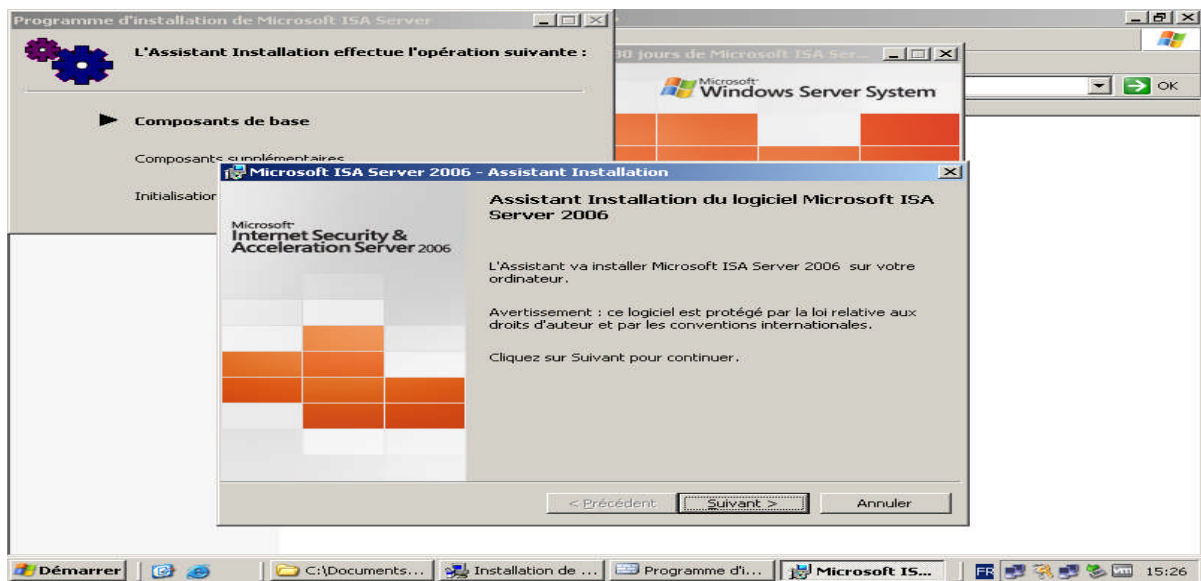 Programme d'installation de Microsoft ISA Server
L'Assistant Installation effectue l'opération suivante :
Composants de base
Composants supplémentaires
Initialisation
jours de Microsoft ISA Ser...
Microsoft
Windows Server System
OK
Microsoft ISA Server 2006 - Assistant Installation
Microsoft
Internet Security &
Acceleration Server 2006
Assistant Installation du logiciel Microsoft ISA
Server 2006
L'Assistant va installer Microsoft ISA Server 2006 sur votre
ordinateur.
Avertissement : ce logiciel est protégé par la loi relative aux
droits d'auteur et par les conventions internationales.
Cliquez sur Suivant pour continuer.
< Précédent
Suivant >
Annuler
Démarrer
C:\Documents...
Installation de ...
Programme d'i...
Microsoft IS...
FR
15:26